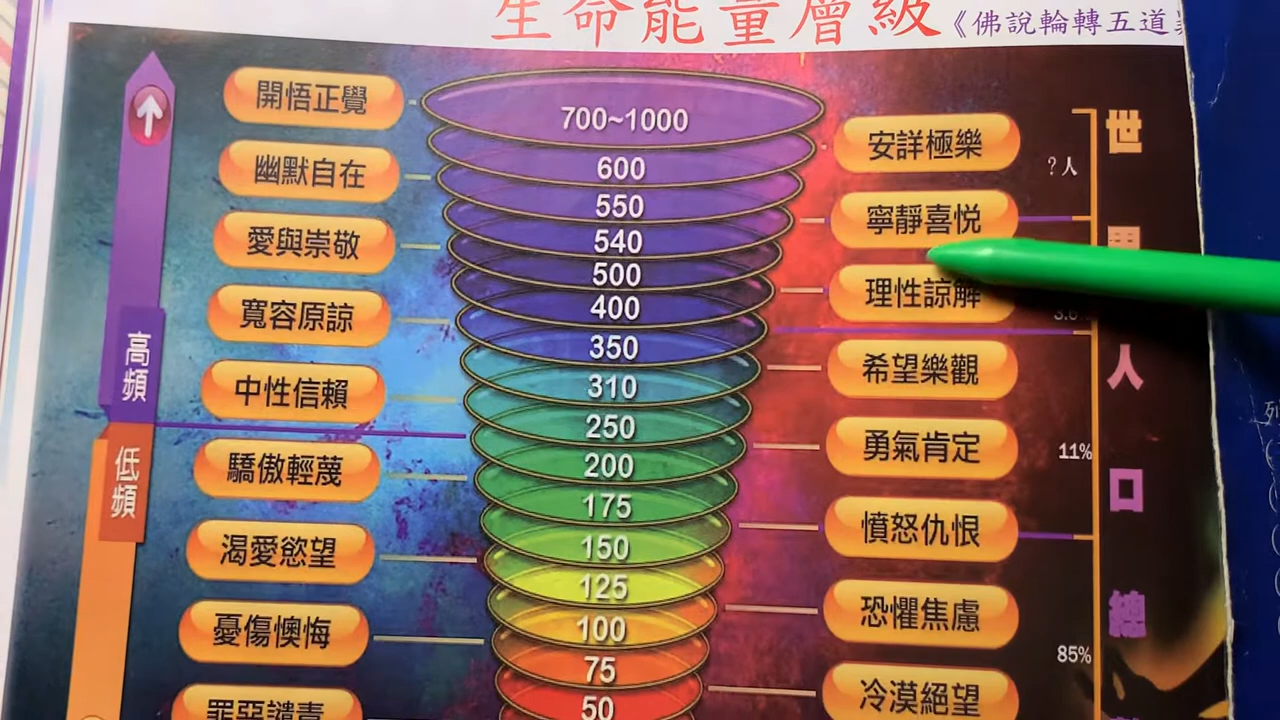 生命能量層級《佛說輪轉五道
開悟正覺
700~1000
安詳極樂
?人
世
幽默自在
600
550
寧靜喜悅
愛與崇敬
540
500
理性諒解
寬容原諒
400
350
希望樂觀
人
高頻
中性信賴
310
250
勇氣肯定
11%
低頻
驕傲輕蔑
200
175
憤怒仇恨
口
渴愛慾望
150
125
恐懼焦慮
總
憂傷懊悔
100
75
85%
冷漠絕望
罪惡譴責
50